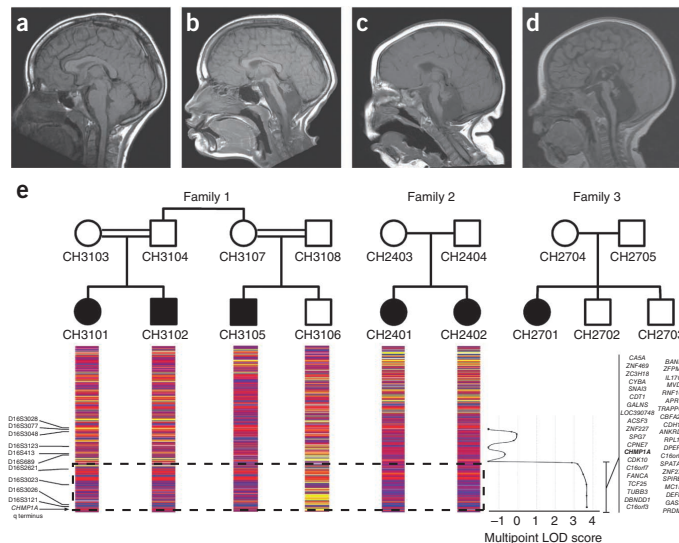 a
b
c
d
e
Family 1
Family 2
Family 3
CH3103
CH3104
CH3107
CH3108
CH2403
CH2404
CH2704
CH2705
CH3101
CH3102
CH3105
CH3106
CH2401
CH2402
CH2701
CH2702
CH2703
D16S3028
D16S3077
D16S3048
D16S3123
D16S413
D16S689
D16S2621
D16S3023
D16S3026
D16S3121
CHMP1A
q terminus
CA5A
ZNF469
ZC3H18
CYBA
SNAI3
CDT1
GALNS
LOC390748
ACSF3
ZNF227
SPG7
CPNE7
CHMP1A
CDK10
C16orf7
FANCA
TCF25
TUBB3
DBNDD1
C16orf3
–1 0 1 2 3 4
Multipoint LOD score